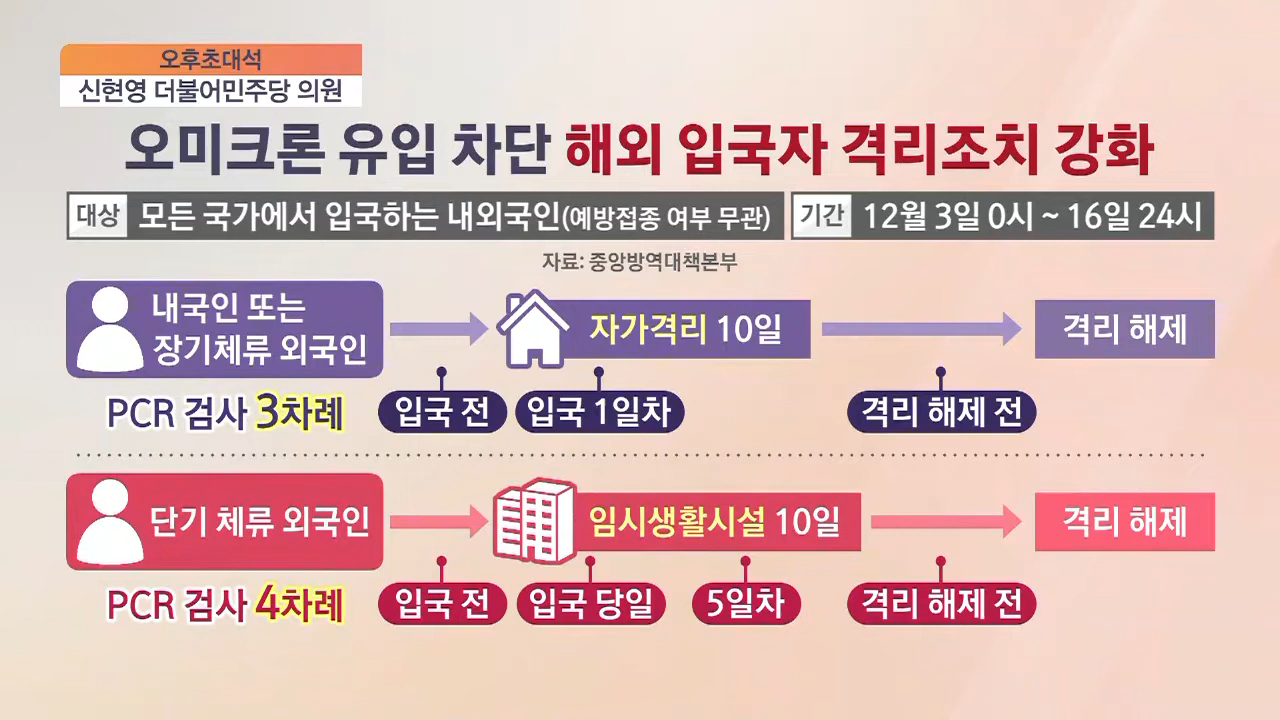 오후초대석
신현영 더불어민주당 의원
오미크론 유입 차단 해외 입국자 격리조치 강화
대상 모든 국가에서 입국하는 내외국인(예방접종 여부 무관) 기간 12월 3일 0시 ~ 16일 24시
자료: 중앙방역대책본부
내국인 또는
장기체류 외국인
자가격리 10일
격리 해제
PCR 검사 3차례
입국 전
입국 1일차
격리 해제 전
단기 체류 외국인
임시생활시설 10일
격리 해제
PCR 검사 4차례
입국 전
입국 당일
5일차
격리 해제 전